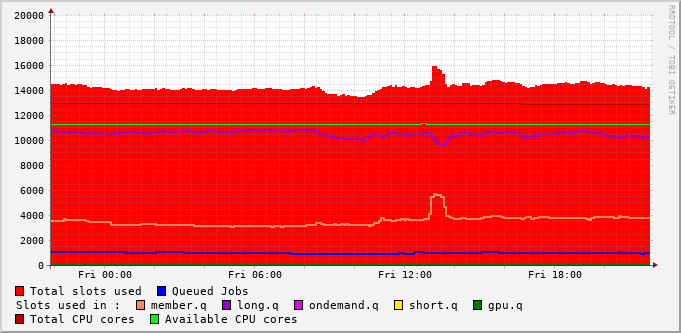 RRDTOOL / TOBI OETIKER
20000
18000
16000
14000
12000
10000
8000
6000
4000
2000
0
Fri 00:00 Fri 06:00 Fri 12:00 Fri 18:00
Total slots used Queued Jobs
Slots used in : member.q long.q ondemand.q short.q gpu.q
Total CPU cores Available CPU cores